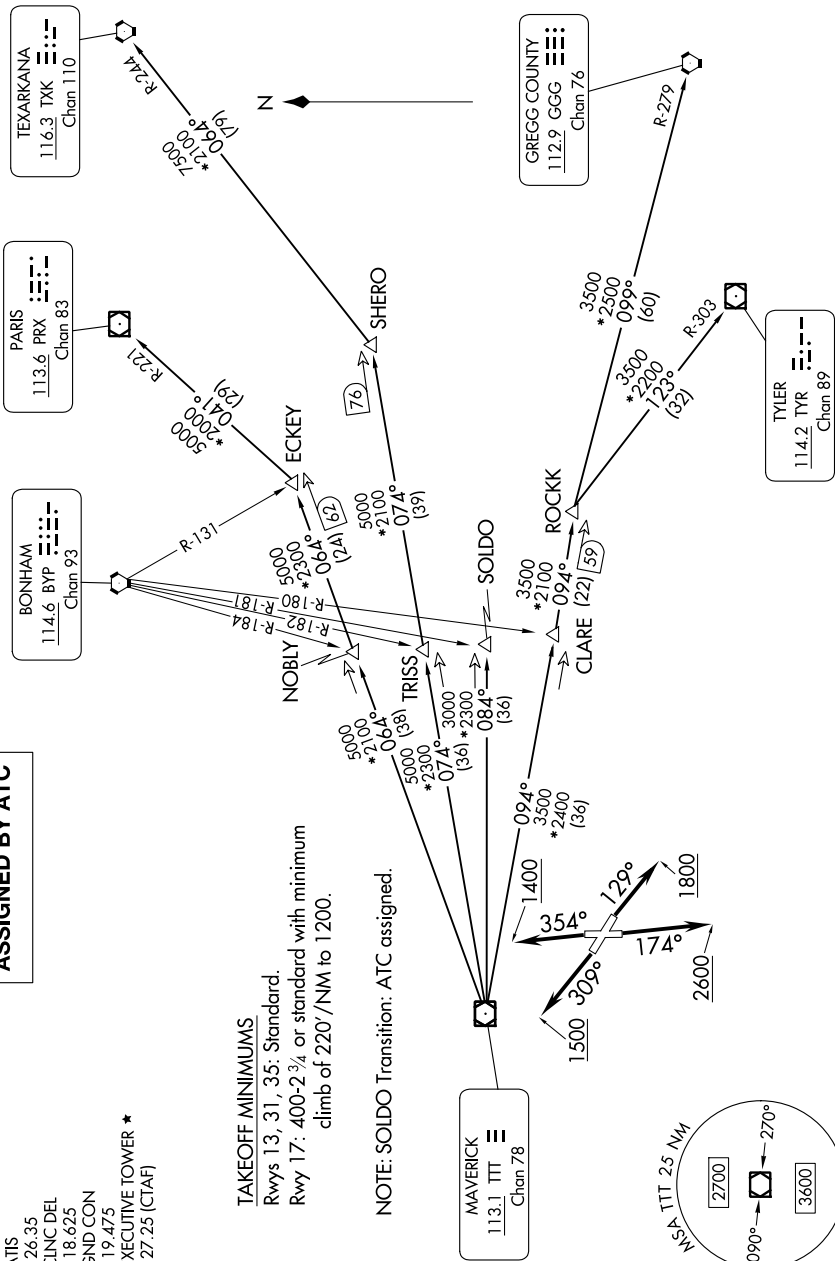 ASSIGNED BY ATC
ATIS
26.35
CLNC DEL
18.625
GND CON
19.475
XECUTIVE TOWER ★
27.25 (CTAF)
TEXARKANA
116.3 TXK
Chan 110
PARIS
113.6 PRX
Chan 83
BONHAM
114.6 BYP
Chan 93
GREGG COUNTY
112.9 GGG
Chan 76
TYLER
114.2 TYR
Chan 89
MAVERICK
113.1 TTT
Chan 78
N
R-244
7500
*2100
064°
(79)
R-221
5000
*2000
041°
(29)
R-131
R-180
R-181
R-182
R-184
ECKEY
62
5000
*2300
064°
(24)
SHERO
76
5000
*2100
074°
(39)
NOBLY
TRISS
SOLDO
CLARE
ROCKK
59
5000
*2100
064°
(38)
5000
*2300
074°
(36)
3000
*2300
084°
(36)
094°
3500
*2400
(36)
3500
*2100
094°
(22)
3500
*2500
099°
(60)
R-279
3500
*2200
123°
(32)
R-303
TAKEOFF MINIMUMS
Rwys 13, 31, 35: Standard.
Rwy 17: 400-2 3/4 or standard with minimum
climb of 220'/NM to 1200.
NOTE: SOLDO Transition: ATC assigned.
1400
354°
129°
1800
309°
174°
1500
2600
MSA TTT 25 NM
2700
090°
270°
3600